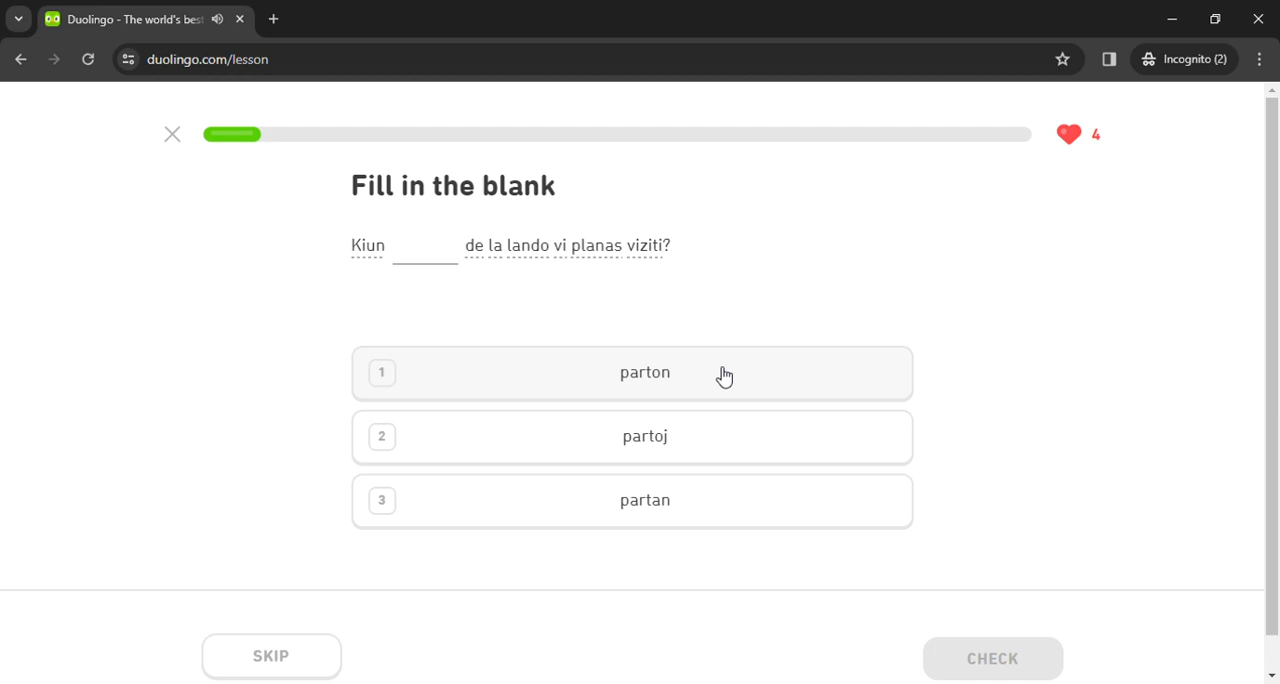 Duolingo - The world's best
duolingo.com/lesson
Incognito (2)
4
Fill in the blank
Kiun ______ de la lando vi planas viziti?
1 parton
2 partoj
3 partan
SKIP
CHECK